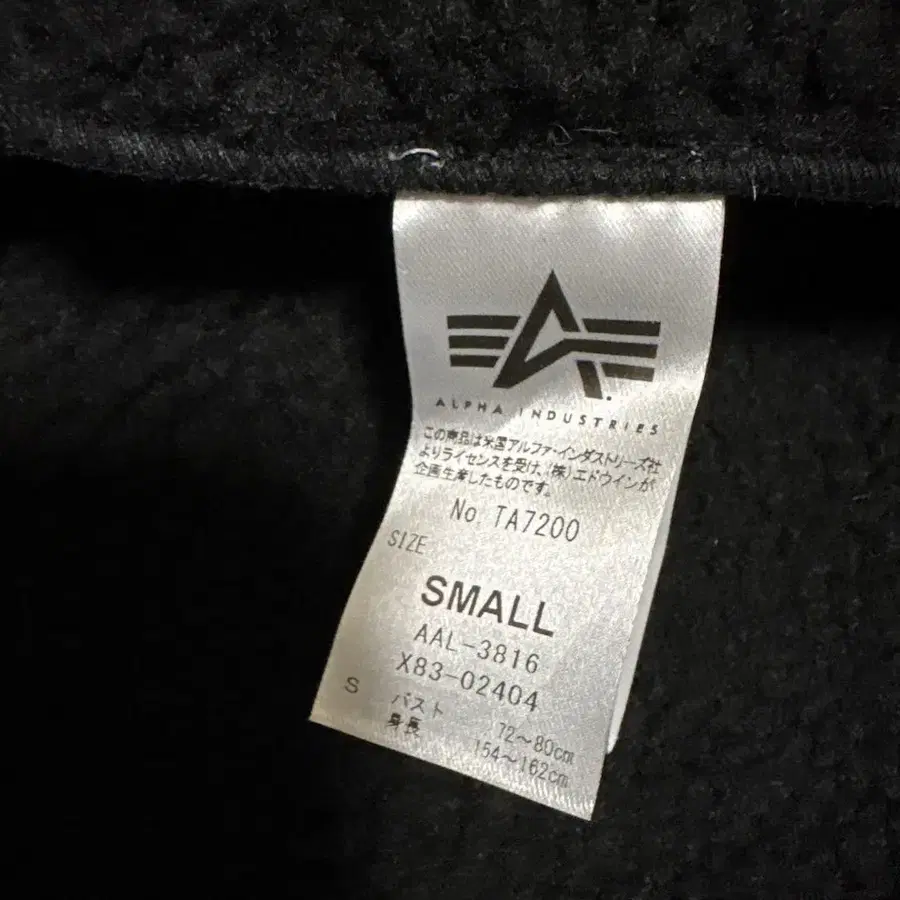 ALPHA INDUSTRIES
この商品は米国アルファ・インダストリーズ社
よりライセンスを受け、(株)エドウインが
企画生産したものです。
No. TA7200
SIZE
SMALL
AAL-3816
X83-02404
S
バスト 72～80cm
身長 154～162cm